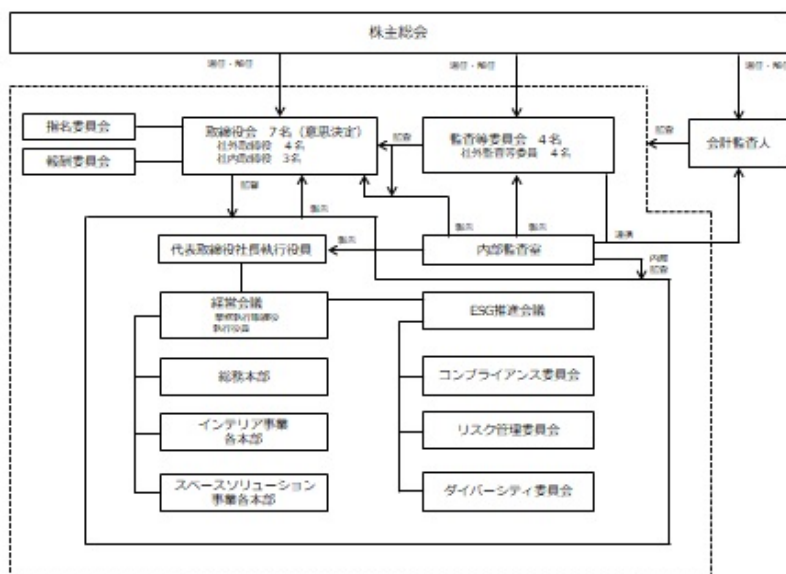 株主総会
選任・解任
選任・解任
選任・解任
指名委員会
報酬委員会
取締役会 7名（意思決定）
社外取締役 4名
社内取締役 3名
監査
監査等委員会 4名
社外監査等委員 4名
監査
会計監査人
監督
報告
報告
報告
連携
代表取締役社長執行役員
報告
内部監査室
内部
監査
経営会議
業務執行取締役
執行役員
ESG推進会議
総務本部
コンプライアンス委員会
インテリア事業
各本部
リスク管理委員会
スペースソリューション
事業各本部
ダイバーシティ委員会